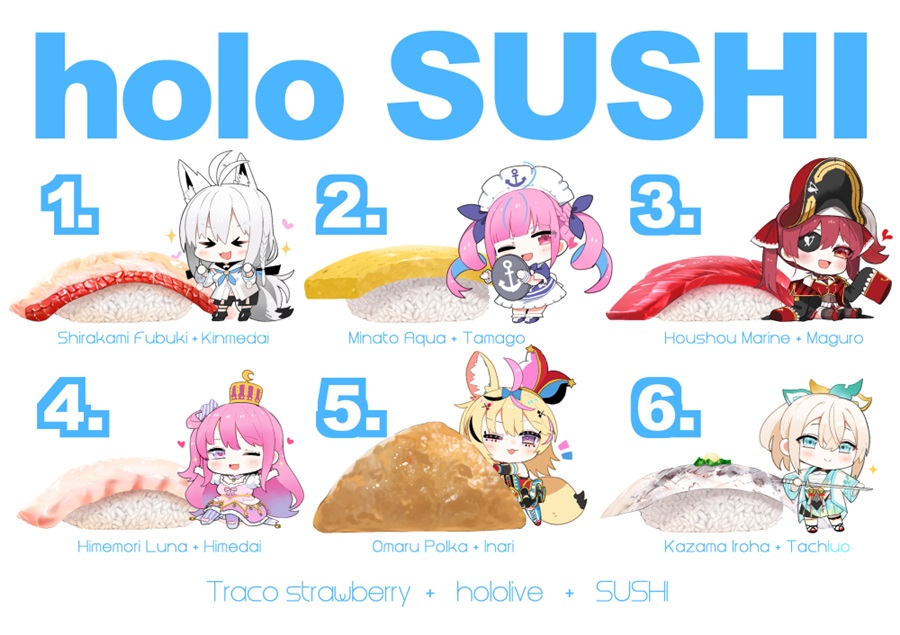 holo SUSHI
1.
2.
3.
Shirakami Fubuki + Kinmedai
Minato Aqua + Tamago
Houshou Marine + Maguro
4.
5.
6.
Himemori Luna + Himedai
Omaru Polka + Inari
Kazama Iroha + Tachiuo
Traco strawberry + hololive + SUSHI